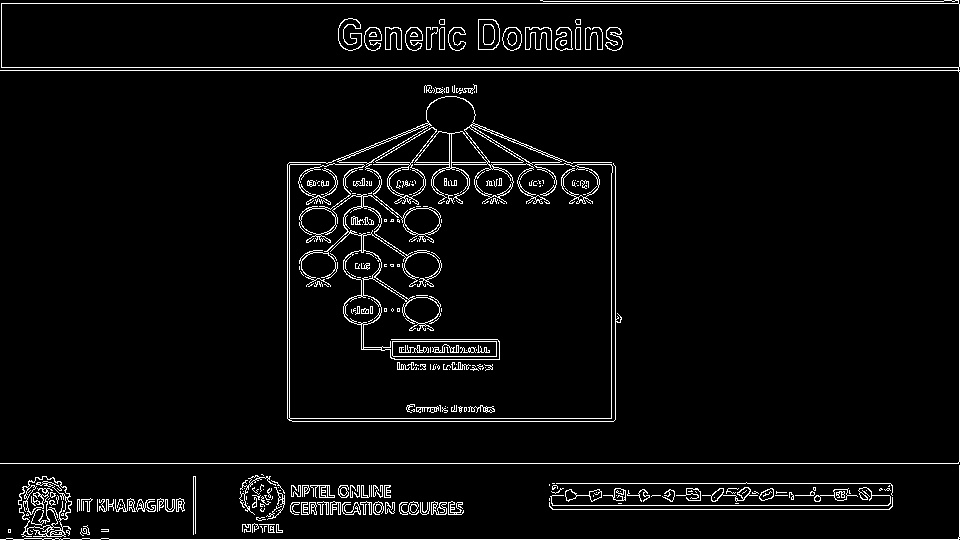 Generic Domains
Root level
com edu gov int mil net org
fhda
atc
chal
chal.atc.fhda.edu.
Index to addresses
Generic domains
IIT KHARAGPUR
NPTEL ONLINE
CERTIFICATION COURSES
NPTEL